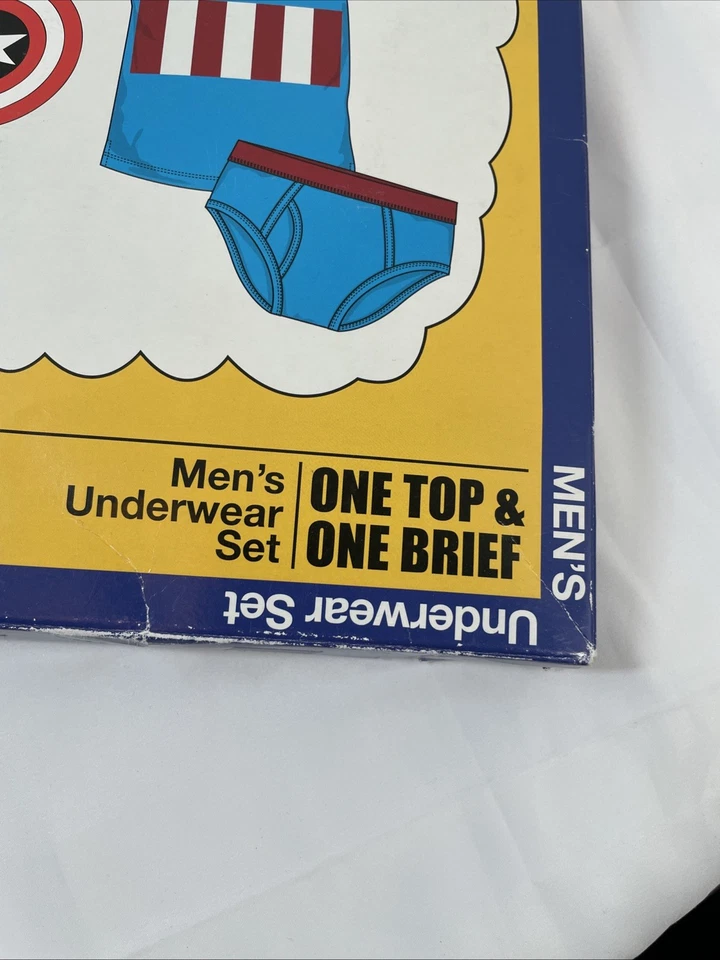 Men's
Underwear
Set
ONE TOP &
ONE BRIEF
MEN'S
Underwear Set